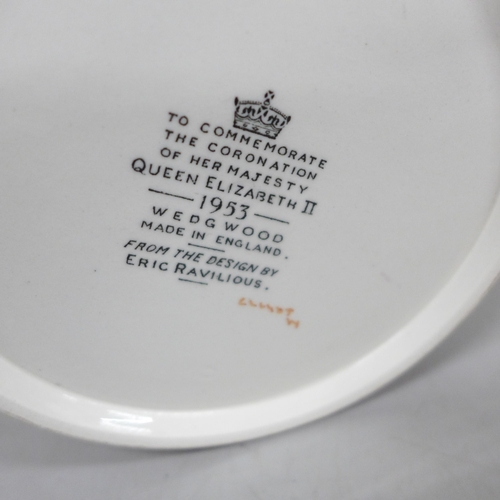 TO COMMEMORATE
THE CORONATION
OF HER MAJESTY
QUEEN ELIZABETH II
1953
WEDGWOOD
MADE IN ENGLAND.
FROM THE DESIGN BY
ERIC RAVILIOUS.